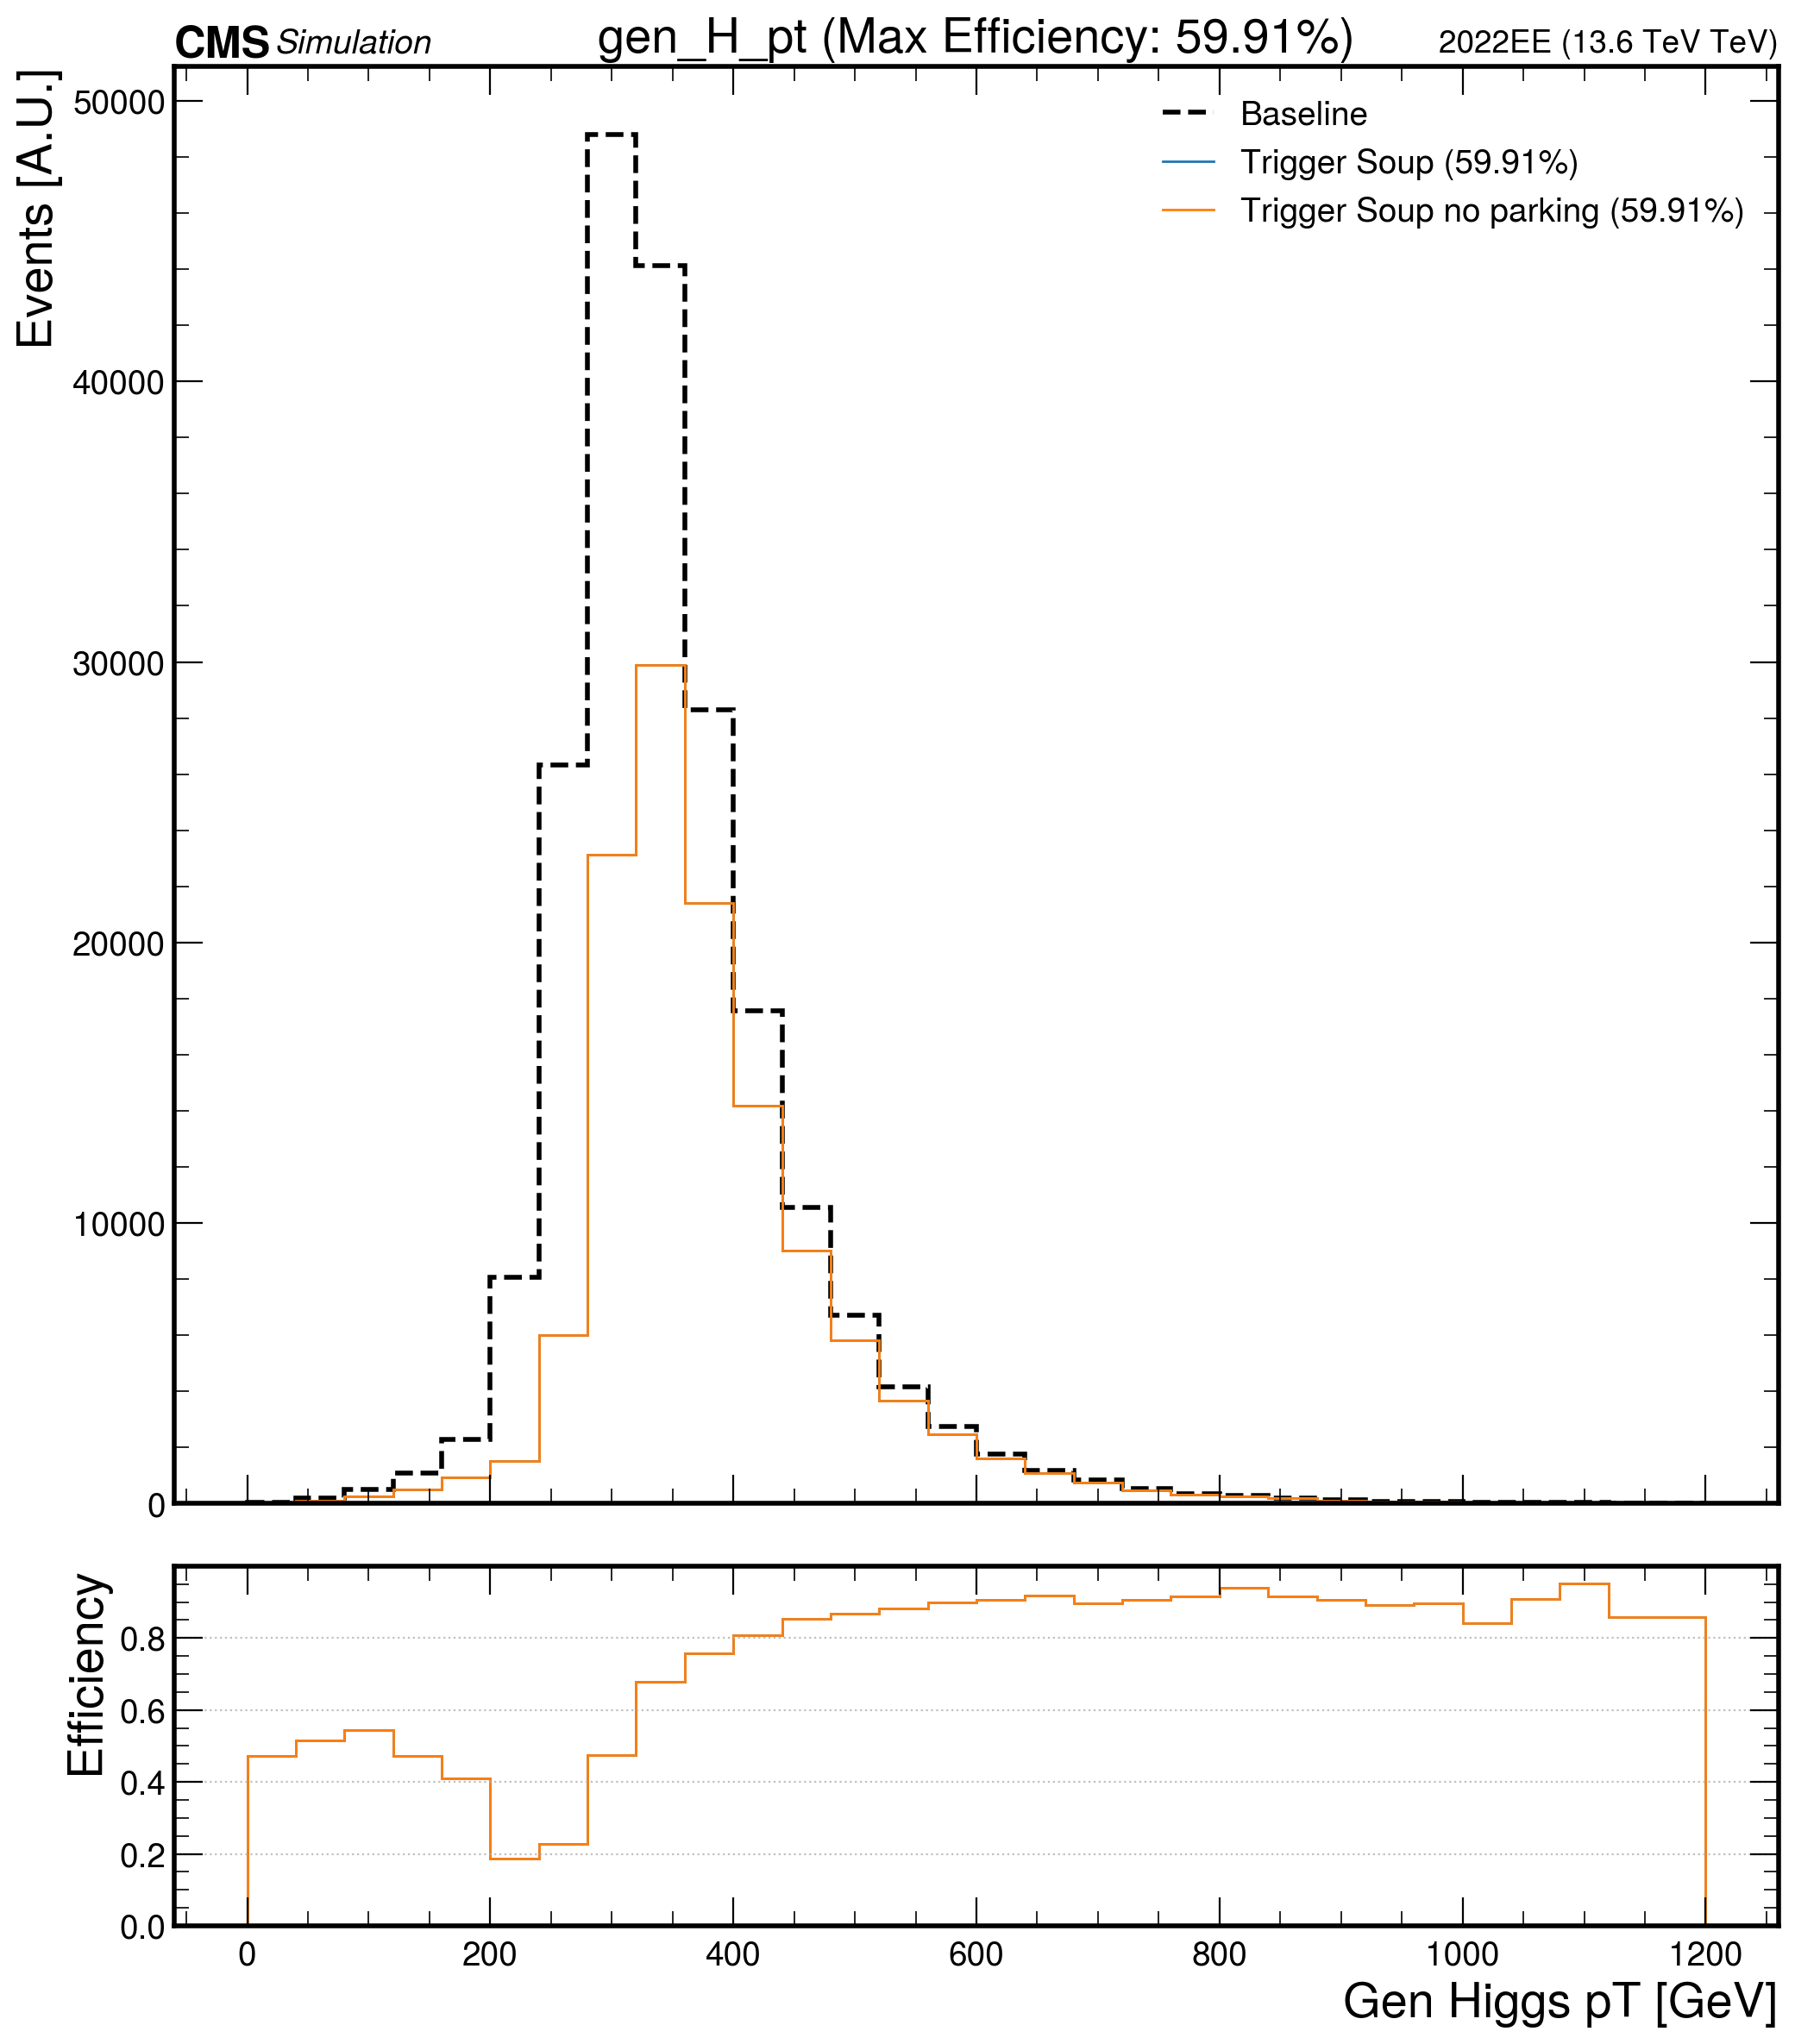 CMS Simulation gen_H_pt (Max Efficiency: 59.91%) 2022EE (13.6 TeV TeV)
Events [A.U.]
50000
40000
30000
20000
10000
0
Baseline
Trigger Soup (59.91%)
Trigger Soup no parking (59.91%)
Efficiency
0.8
0.6
0.4
0.2
0.0
0 200 400 600 800 1000 1200
Gen Higgs pT [GeV]